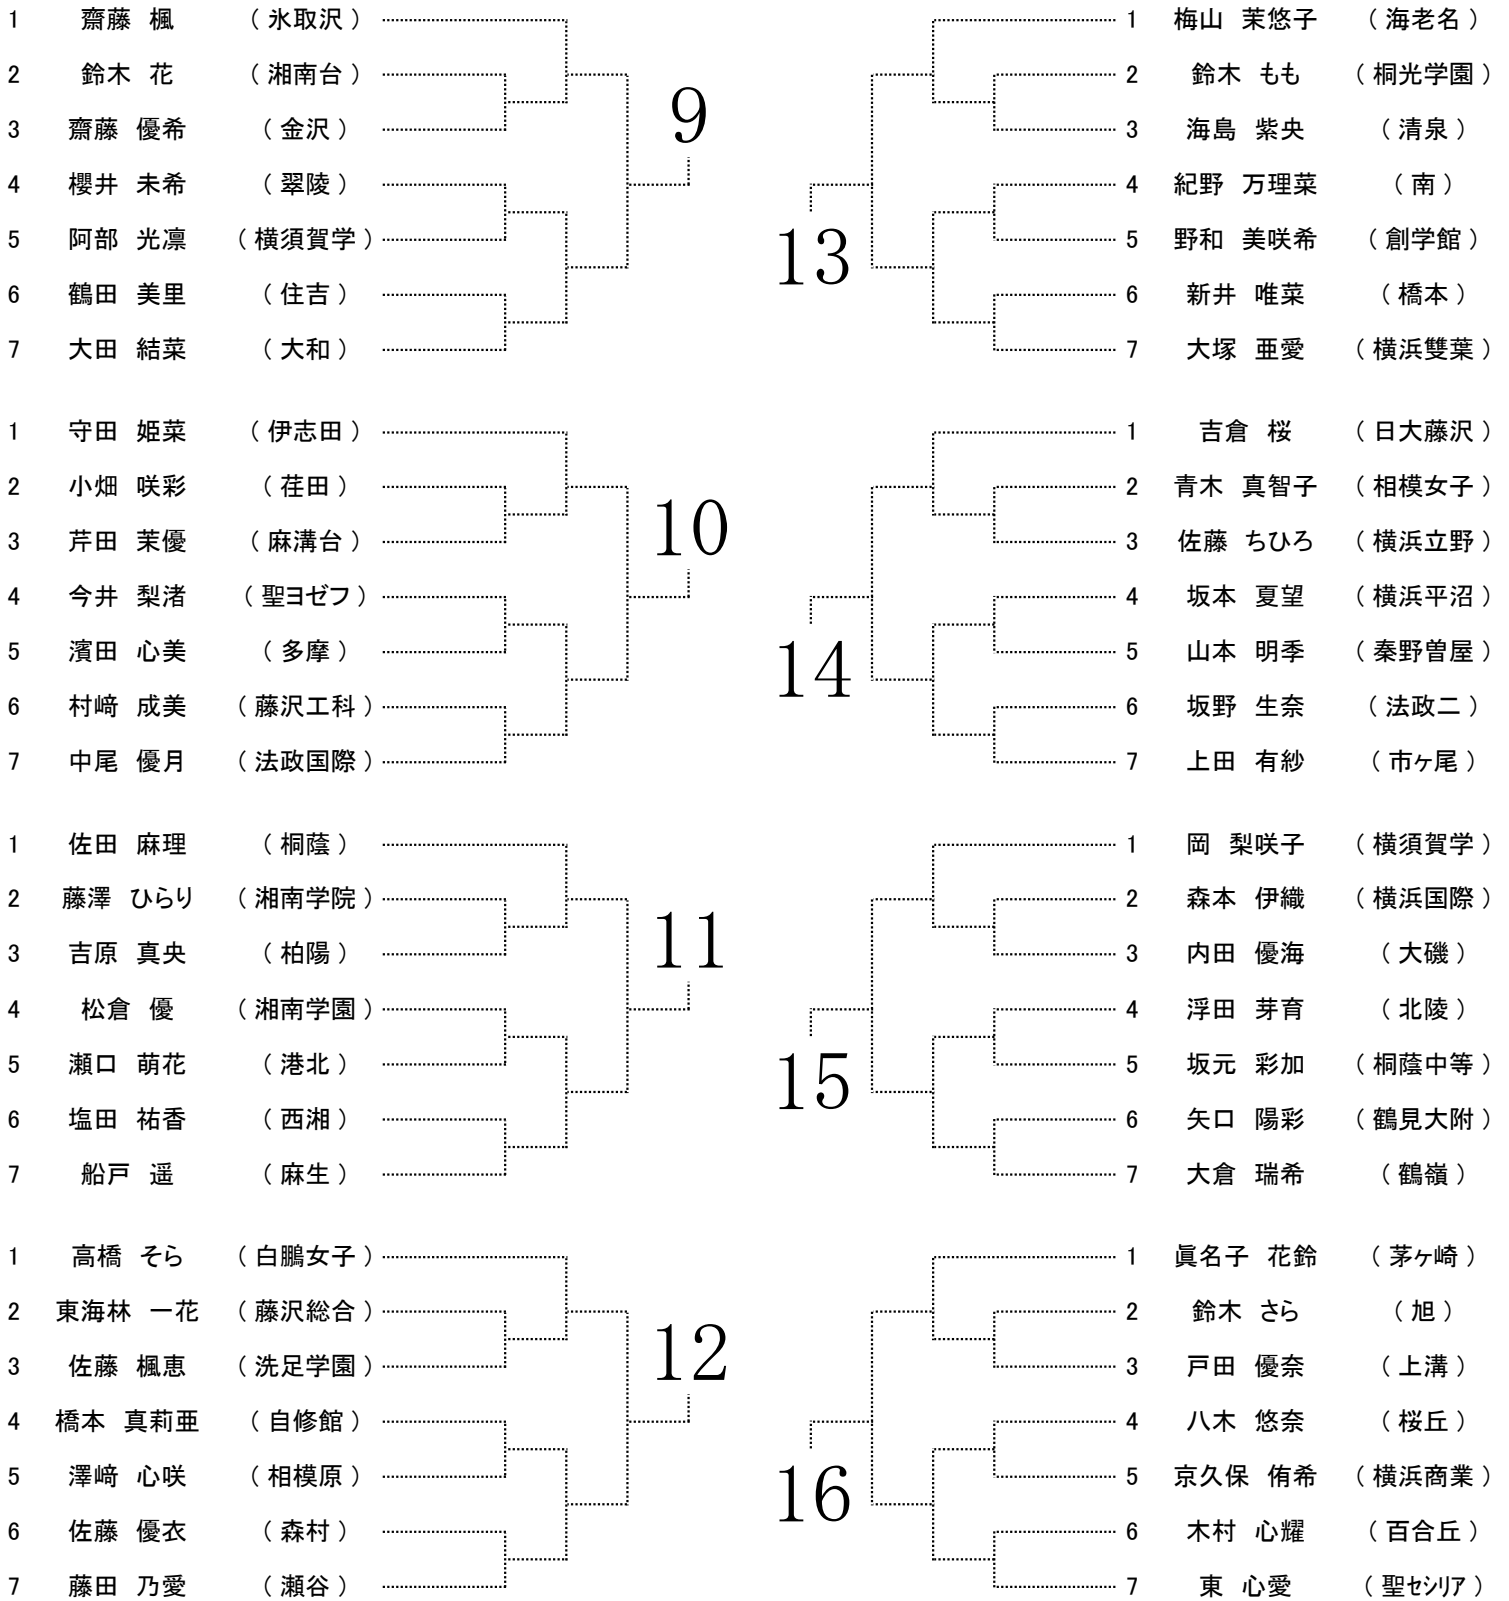 1 齋藤 楓 （ 氷取沢 ）
2 鈴木 花 （ 湘南台 ）
3 齋藤 優希 （ 金沢 ）
4 櫻井 未希 （ 翠陵 ）
5 阿部 光凛 （ 横須賀学 ）
6 鶴田 美里 （ 住吉 ）
7 大田 結菜 （ 大和 ）
9
1 守田 姫菜 （ 伊志田 ）
2 小畑 咲彩 （ 荏田 ）
3 芹田 茉優 （ 麻溝台 ）
4 今井 梨渚 （ 聖ヨゼフ ）
5 濱田 心美 （ 多摩 ）
6 村﨑 成美 （ 藤沢工科 ）
7 中尾 優月 （ 法政国際 ）
10
1 佐田 麻理 （ 桐蔭 ）
2 藤澤 ひらり （ 湘南学院 ）
3 吉原 真央 （ 柏陽 ）
4 松倉 優 （ 湘南学園 ）
5 瀬口 萌花 （ 港北 ）
6 塩田 祐香 （ 西湘 ）
7 船戸 遥 （ 麻生 ）
11
1 高橋 そら （ 白鵬女子 ）
2 東海林 一花 （ 藤沢総合 ）
3 佐藤 楓恵 （ 洗足学園 ）
4 橋本 真莉亜 （ 自修館 ）
5 澤﨑 心咲 （ 相模原 ）
6 佐藤 優衣 （ 森村 ）
7 藤田 乃愛 （ 瀬谷 ）
12
1 梅山 茉悠子 （ 海老名 ）
2 鈴木 もも （ 桐光学園 ）
3 海島 紫央 （ 清泉 ）
4 紀野 万理菜 （ 南 ）
5 野和 美咲希 （ 創学館 ）
6 新井 唯菜 （ 橋本 ）
7 大塚 亜愛 （ 横浜雙葉 ）
13
1 吉倉 桜 （ 日大藤沢 ）
2 青木 真智子 （ 相模女子 ）
3 佐藤 ちひろ （ 横浜立野 ）
4 坂本 夏望 （ 横浜平沼 ）
5 山本 明季 （ 秦野曽屋 ）
6 坂野 生奈 （ 法政二 ）
7 上田 有紗 （ 市ヶ尾 ）
14
1 岡 梨咲子 （ 横須賀学 ）
2 森本 伊織 （ 横浜国際 ）
3 内田 優海 （ 大磯 ）
4 浮田 芽育 （ 北陵 ）
5 坂元 彩加 （ 桐蔭中等 ）
6 矢口 陽彩 （ 鶴見大附 ）
7 大倉 瑞希 （ 鶴嶺 ）
15
1 眞名子 花鈴 （ 茅ヶ崎 ）
2 鈴木 さら （ 旭 ）
3 戸田 優奈 （ 上溝 ）
4 八木 悠奈 （ 桜丘 ）
5 京久保 侑希 （ 横浜商業 ）
6 木村 心耀 （ 百合丘 ）
7 東 心愛 （ 聖セシリア ）
16